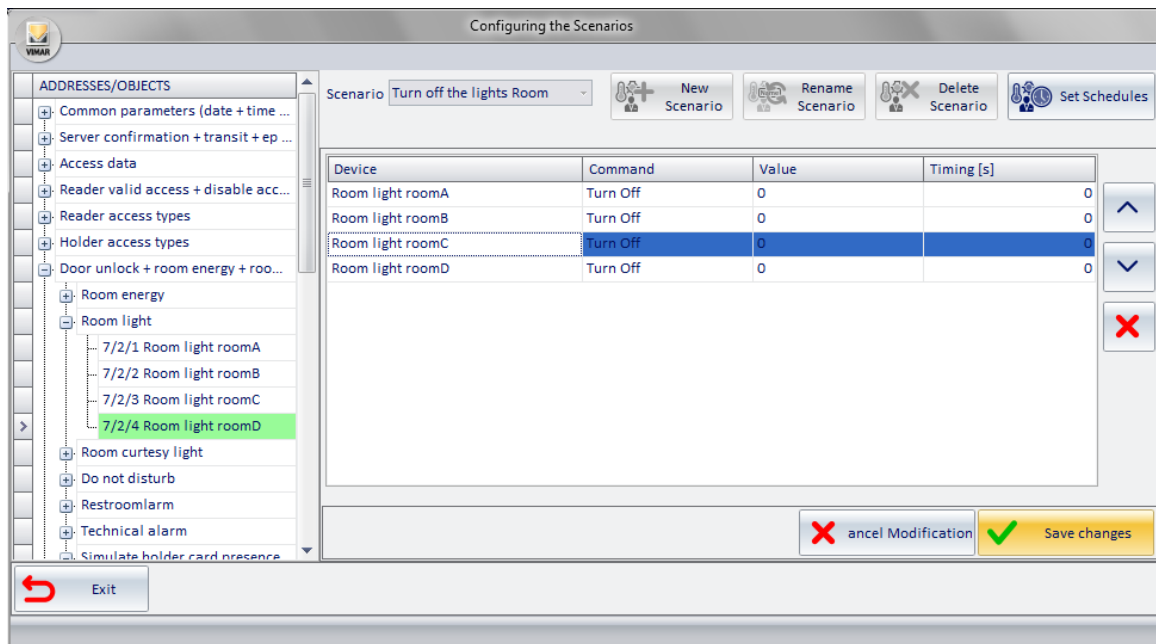 Configuring the Scenarios
VIMAR
ADDRESSES/OBJECTS
Common parameters (date + time ...
Server confirmation + transit + ep ...
Access data
Reader valid access + disable acc...
Reader access types
Holder access types
Door unlock + room energy + roo...
Room energy
Room light
7/2/1 Room light roomA
7/2/2 Room light roomB
7/2/3 Room light roomC
7/2/4 Room light roomD
Room curtesy light
Do not disturb
Restroomlarm
Technical alarm
Simulate holder card presence
Scenario Turn off the lights Room
New Scenario
Rename Scenario
Delete Scenario
Set Schedules
Device Command Value Timing [s]
Room light roomA Turn Off 0 0
Room light roomB Turn Off 0 0
Room light roomC Turn Off 0 0
Room light roomD Turn Off 0 0
ancel Modification
Save changes
Exit